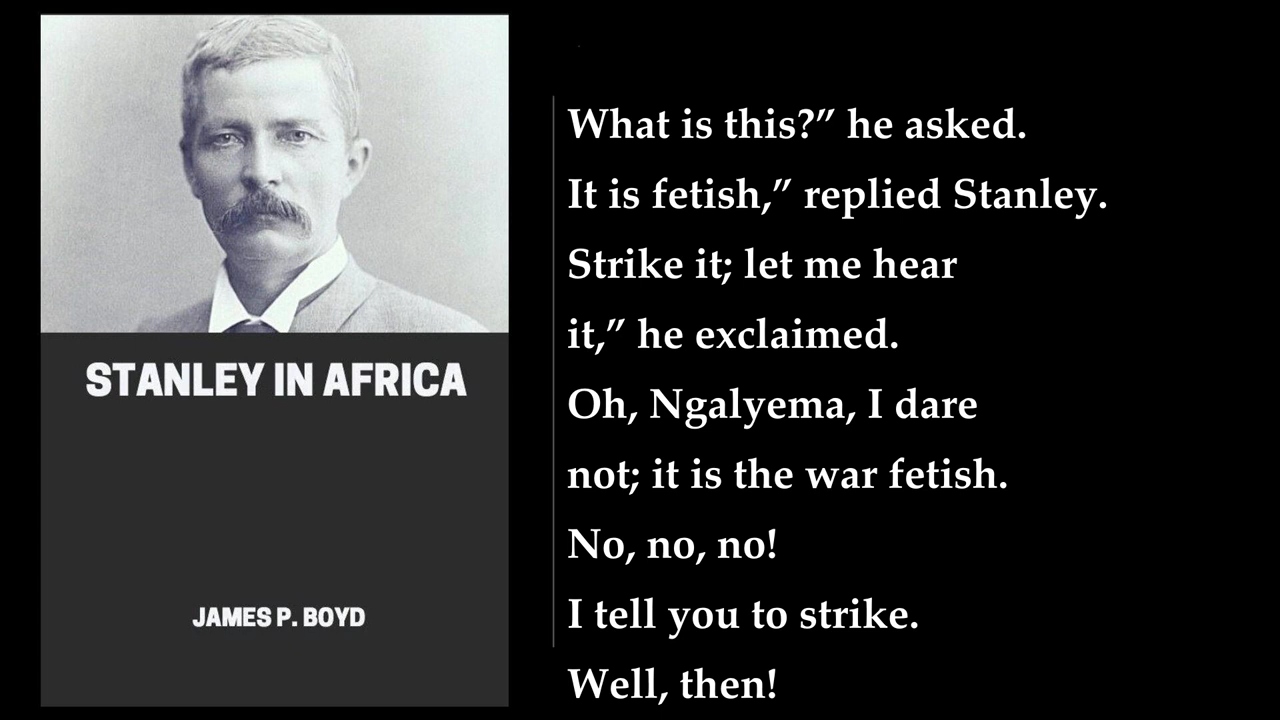 STANLEY IN AFRICA
JAMES P. BOYD
What is this?” he asked.
It is fetish,” replied Stanley.
Strike it; let me hear
it,” he exclaimed.
Oh, Ngalyema, I dare
not; it is the war fetish.
No, no, no!
I tell you to strike.
Well, then!